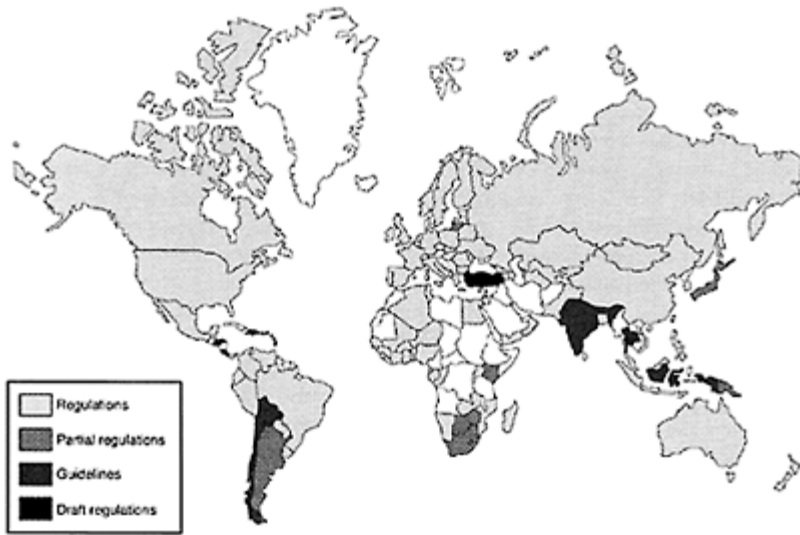 Regulations
Partial regulations
Guidelines
Draft regulations